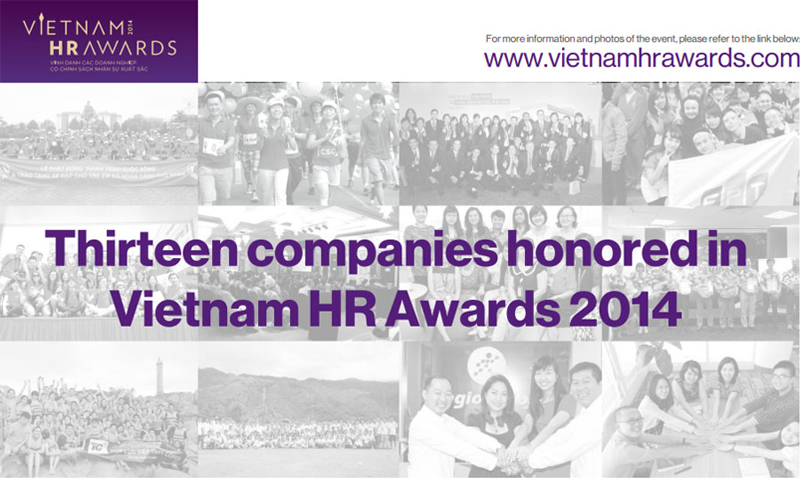 VIETNAM 2014
HR AWARDS
VINH DANH CÁC DOANH NGHIỆP
CÓ CHÍNH SÁCH NHÂN SỰ XUẤT SẮC
For more information and photos of the event, please refer to the link below:
www.vietnamhrawards.com
Thirteen companies honored in
Vietnam HR Awards 2014